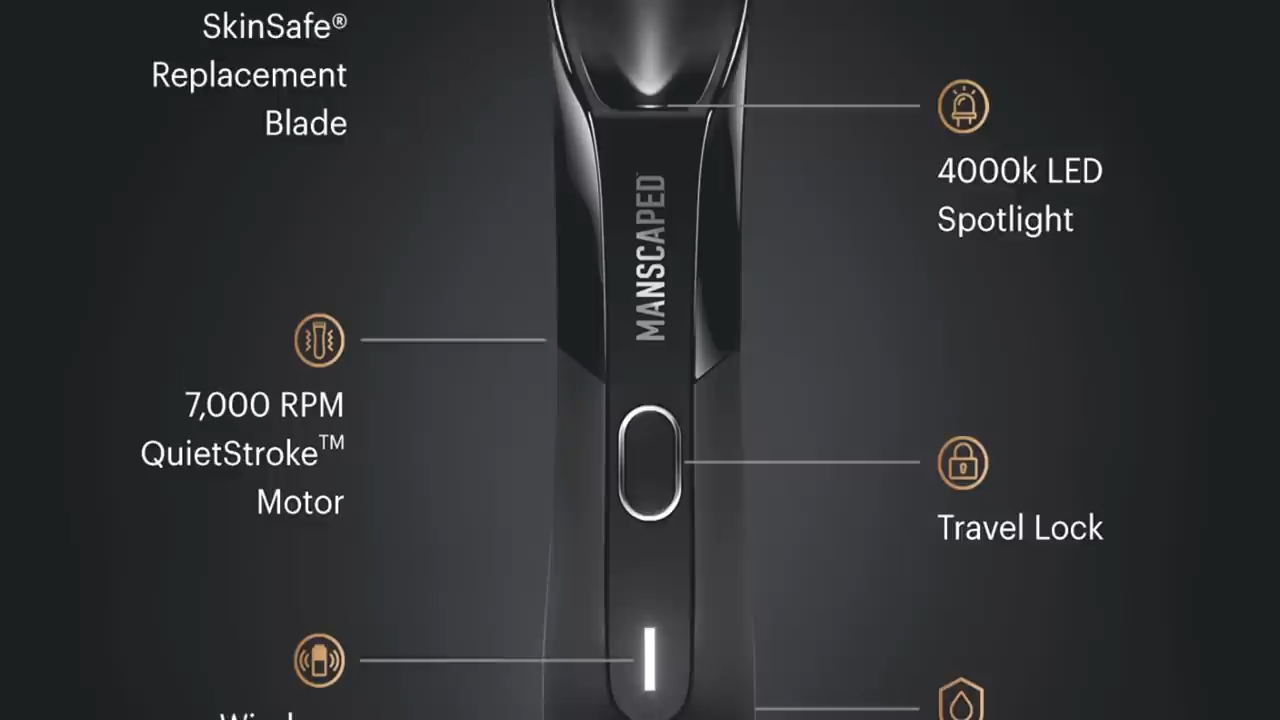 SkinSafe®
Replacement
Blade
4000k LED
Spotlight
MANSCAPED
7,000 RPM
QuietStroke™
Motor
Travel Lock